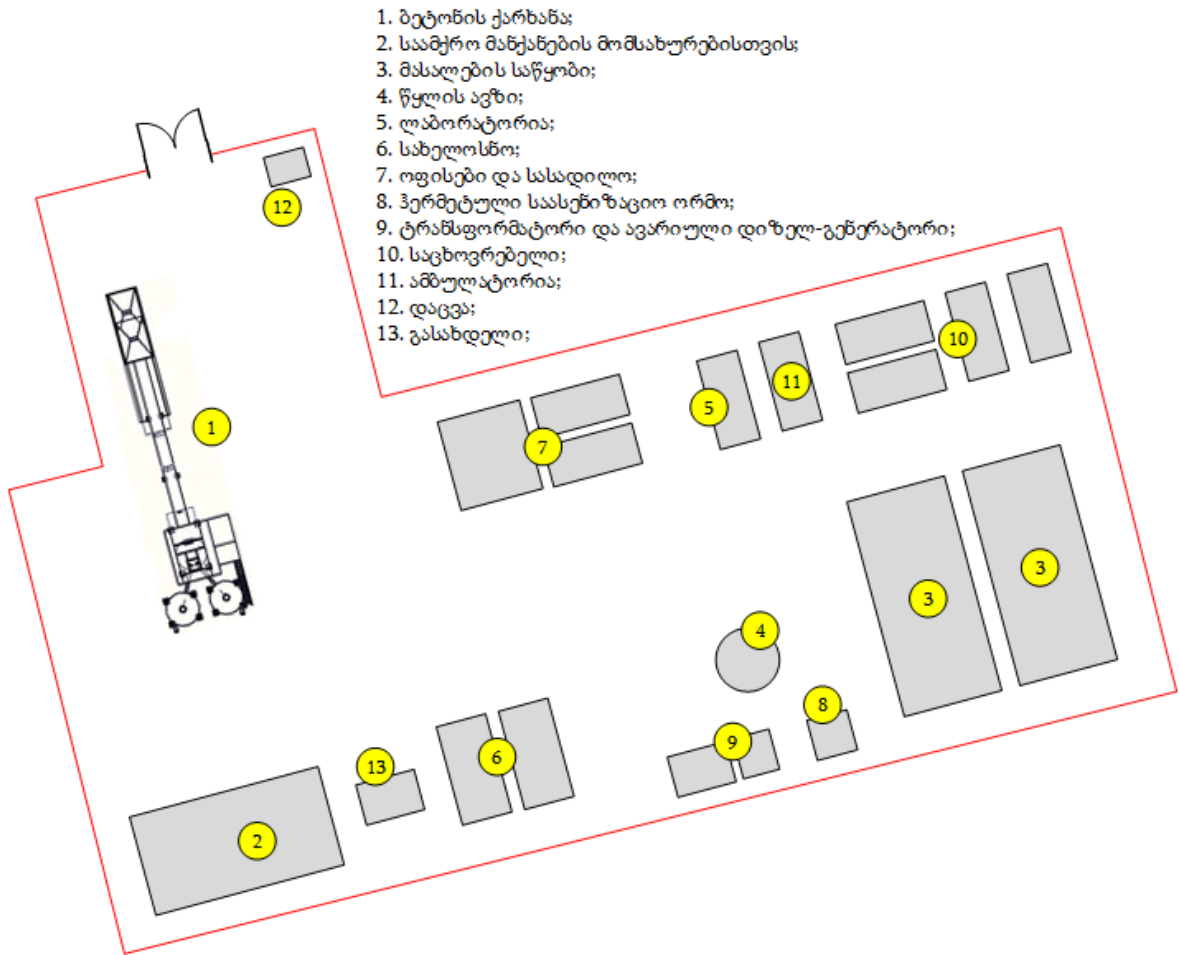 1. ბეტონის ქარხანა;
2. საამქრო მანქანების მომსახურებისთვის;
3. მასალების საწყობი;
4. წყლის ავზი;
5. ლაბორატორია;
6. სახელოსნო;
7. ოფისები და სასადილო;
8. ჰერმეტული საასენიზაციო ორმო;
9. ტრანსფორმატორი და ავარიული დიზელ-გენერატორი;
10. საცხოვრებელი;
11. ამბულატორია;
12. დაცვა;
13. გასახდელი;
12
10
11
5
1
7
3
3
4
8
9
6
13
2